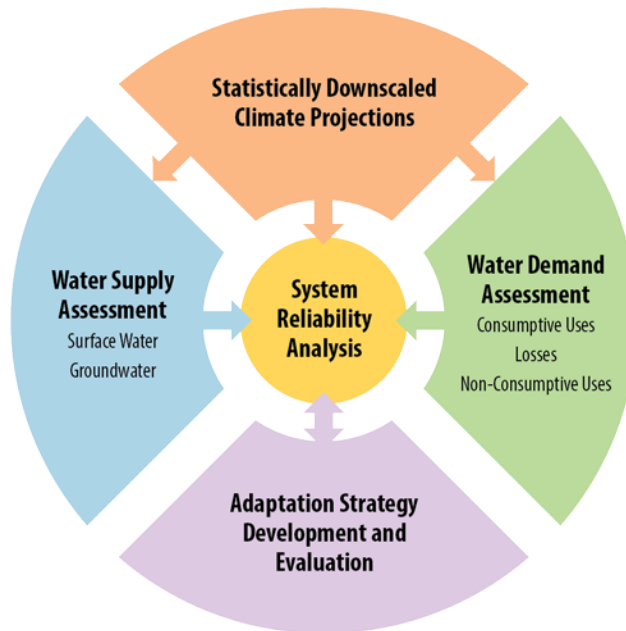 Statistically Downscaled
Climate Projections
Water Supply
Assessment
Surface Water
Groundwater
System
Reliability
Analysis
Water Demand
Assessment
Consumptive Uses
Losses
Non-Consumptive Uses
Adaptation Strategy
Development and
Evaluation